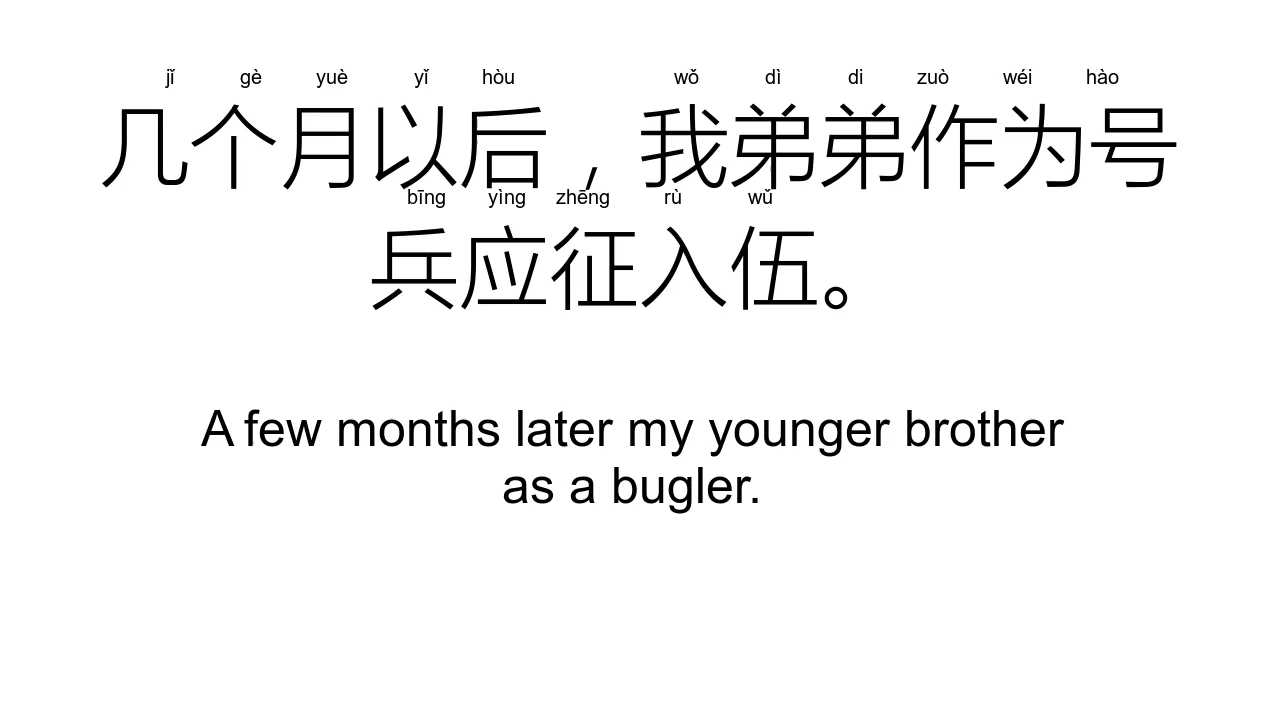 jǐ gè yuè yǐ hòu wǒ dì di zuò wéi hào
几个月以后，我弟弟作为号
bīng yìng zhēng rù wǔ
兵应征入伍。
A few months later my younger brother
as a bugler.